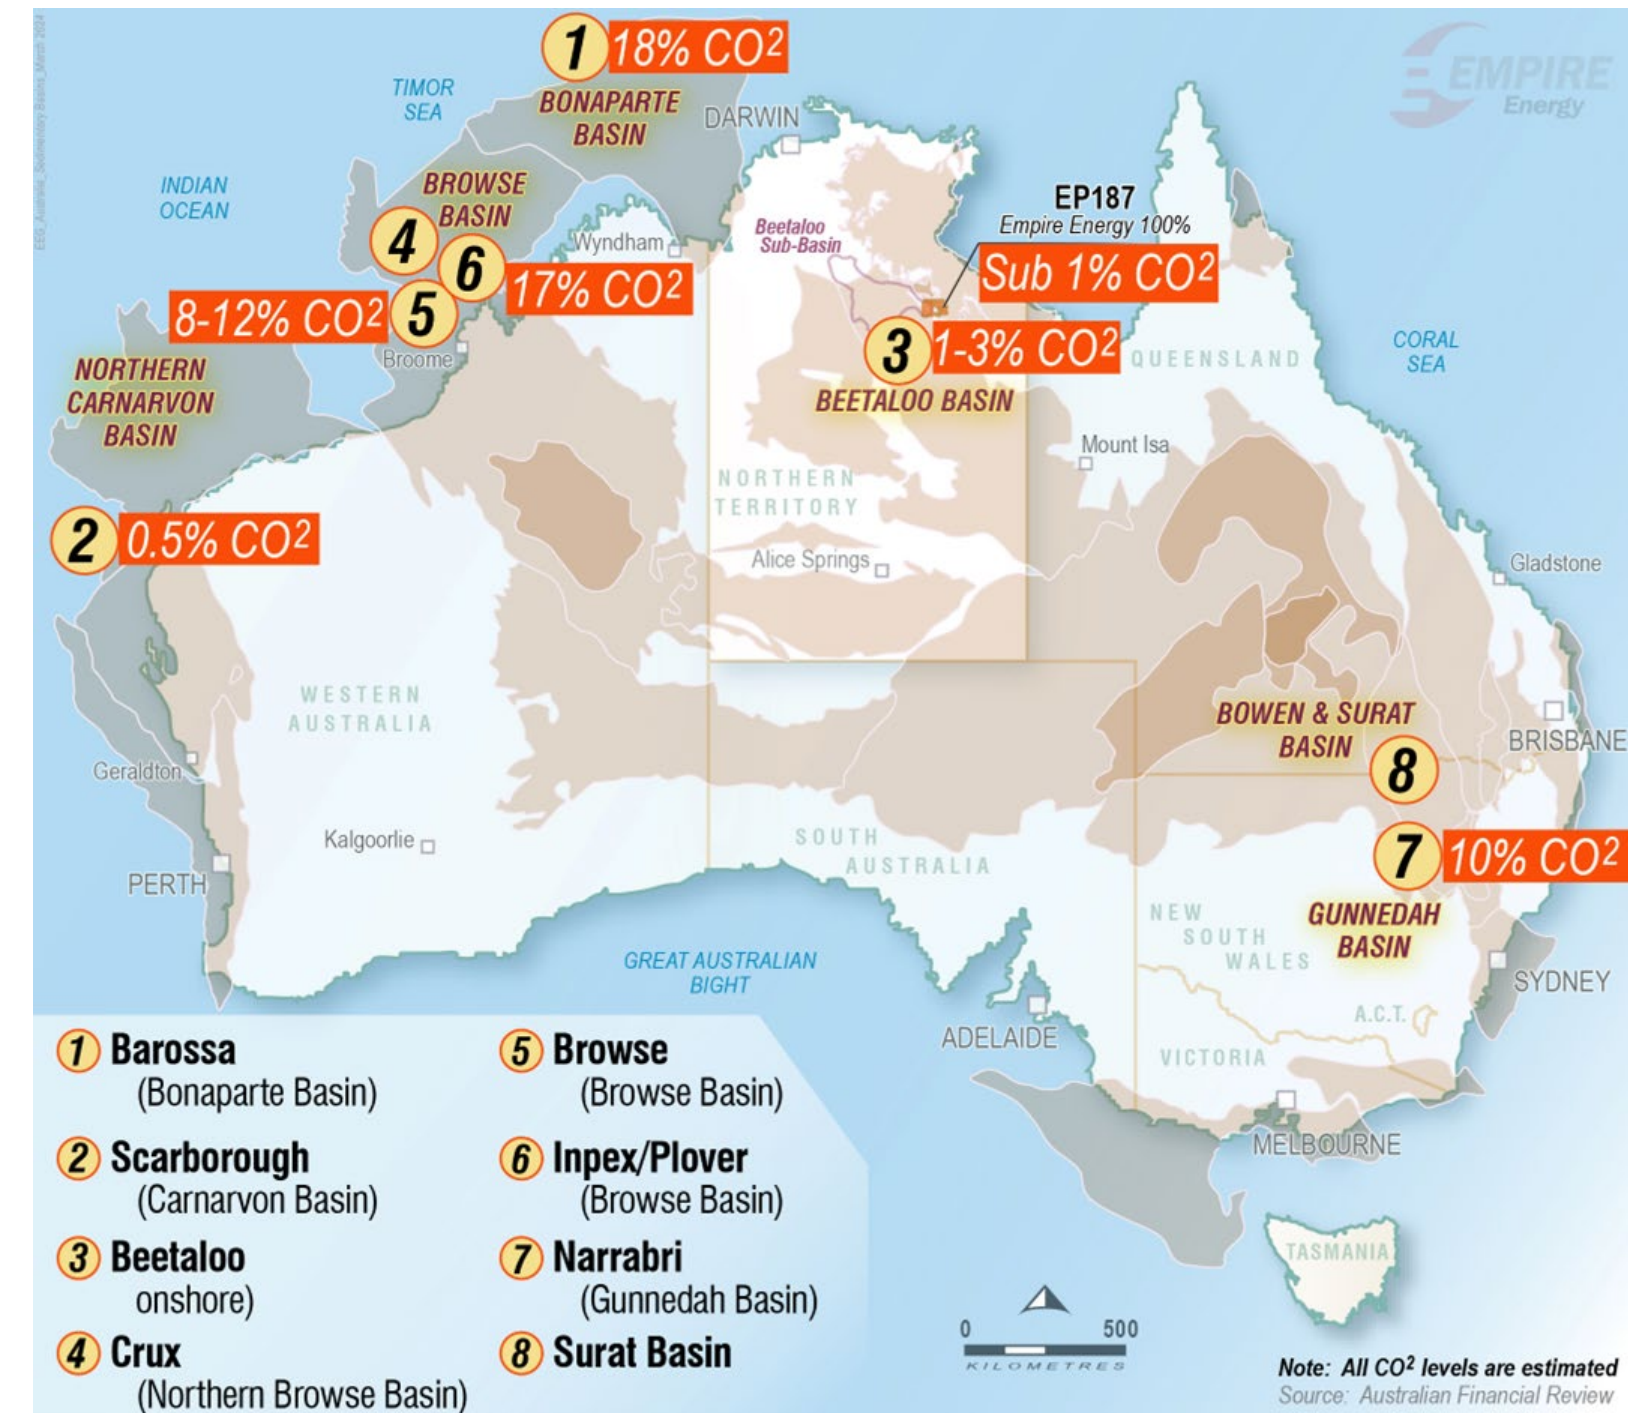 EEG_Australia_Sedimentary Basins_March 2024
EMPIRE
Energy
1
18% CO²
BONAPARTE
BASIN
TIMOR
SEA
DARWIN
INDIAN
OCEAN
BROWSE
BASIN
4
6
17% CO²
8-12% CO²
5
Wyndham
Broome
Beetaloo
Sub-Basin
EP187
Empire Energy 100%
Sub 1% CO²
3
1-3% CO²
BEETALOO BASIN
QUEENSLAND
CORAL
SEA
NORTHERN
CARNARVON
BASIN
Mount Isa
NORTHERN
TERRITORY
2
0.5% CO²
Alice Springs
Gladstone
WESTERN
AUSTRALIA
BOWEN & SURAT
BASIN
8
BRISBANE
Geraldton
Kalgoorlie
SOUTH
AUSTRALIA
7
10% CO²
PERTH
GUNNEDAH
BASIN
NEW
SOUTH
WALES
GREAT AUSTRALIAN
BIGHT
SYDNEY
A.C.T.
ADELAIDE
VICTORIA
MELBOURNE
TASMANIA
1 Barossa
(Bonaparte Basin)
2 Scarborough
(Carnarvon Basin)
3 Beetaloo
onshore)
4 Crux
(Northern Browse Basin)
5 Browse
(Browse Basin)
6 Inpex/Plover
(Browse Basin)
7 Narrabri
(Gunnedah Basin)
8 Surat Basin
0 500
KILOMETRES
Note: All CO² levels are estimated
Source: Australian Financial Review